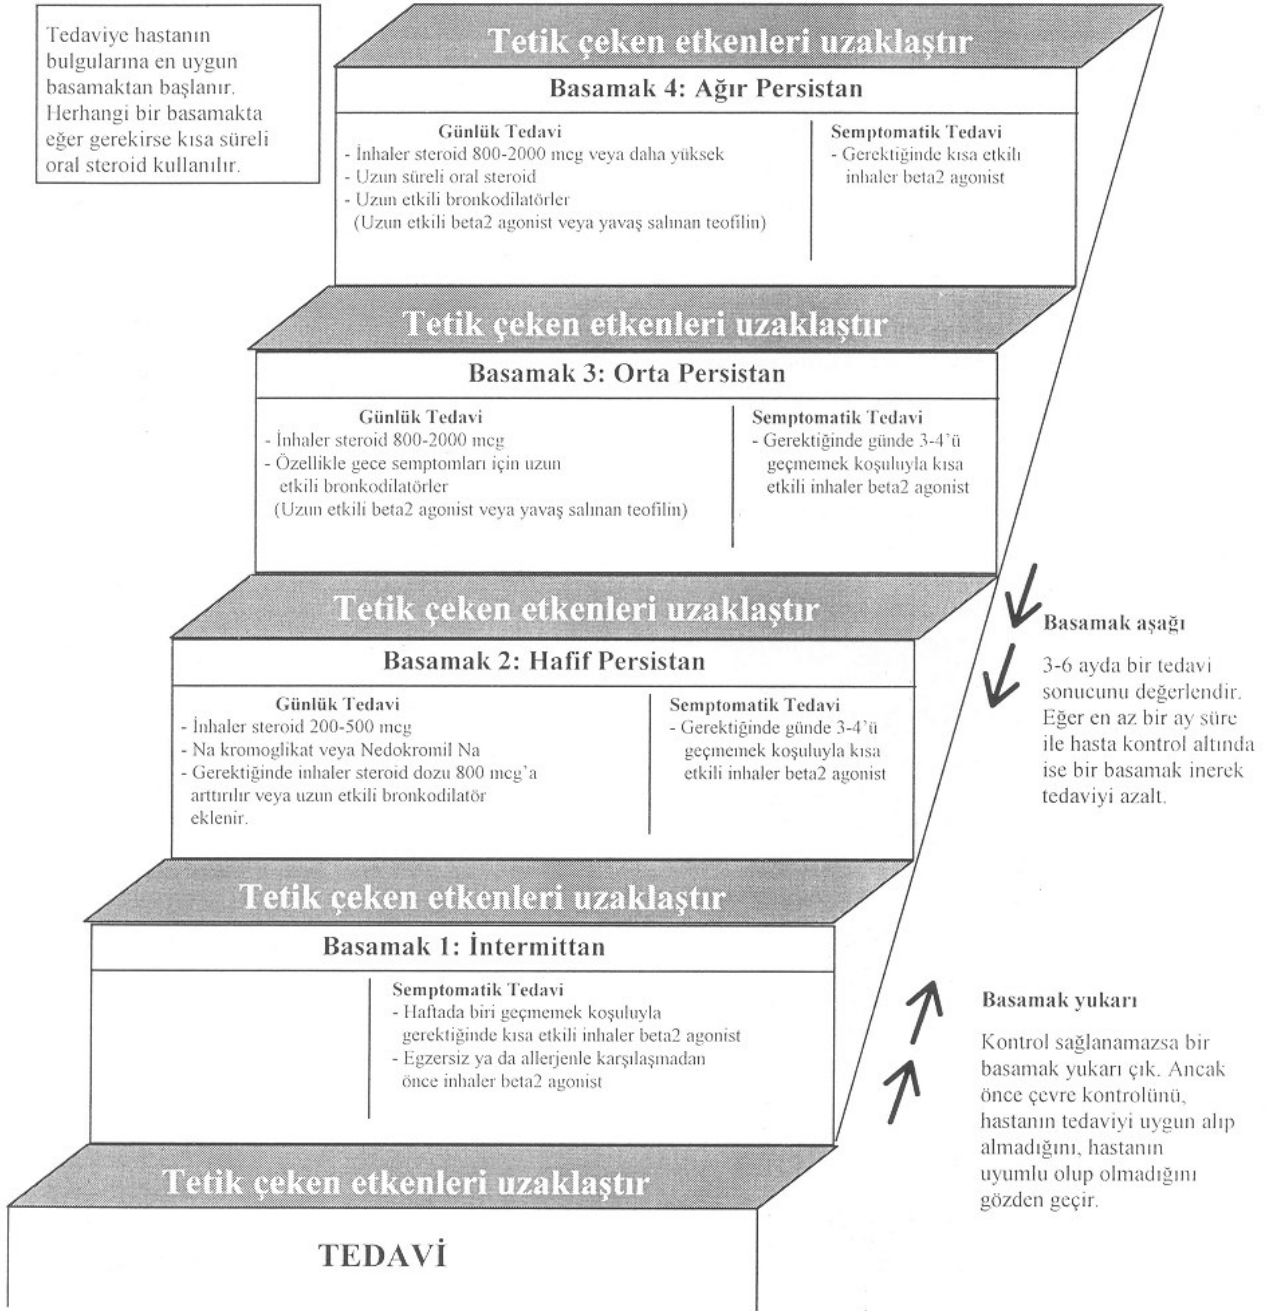 Tedaviye hastanın
bulgularına en uygun
basamaktan başlanır.
Herhangi bir basamakta
eğer gerekirse kısa süreli
oral steroid kullanılır.
Tetik çeken etkenleri uzaklaştır
Basamak 4: Ağır Persistan
Günlük Tedavi
- İnhaler steroid 800-2000 mcg veya daha yüksek
- Uzun süreli oral steroid
- Uzun etkili bronkodilatörler
(Uzun etkili beta2 agonist veya yavaş salınan teofilin)
Semptomatik Tedavi
- Gerektiğinde kısa etkili
inhaler beta2 agonist
Tetik çeken etkenleri uzaklaştır
Basamak 3: Orta Persistan
Günlük Tedavi
- İnhaler steroid 800-2000 mcg
- Özellikle gece semptomları için uzun
etkili bronkodilatörler
(Uzun etkili beta2 agonist veya yavaş salınan teofilin)
Semptomatik Tedavi
- Gerektiğinde günde 3-4'ü
geçmemek koşuluyla kısa
etkili inhaler beta2 agonist
Tetik çeken etkenleri uzaklaştır
Basamak 2: Hafif Persistan
Günlük Tedavi
- İnhaler steroid 200-500 mcg
- Na kromoglikat veya Nedokromil Na
- Gerektiğinde inhaler steroid dozu 800 mcg'a
arttırılır veya uzun etkili bronkodilatör
eklenir.
Semptomatik Tedavi
- Gerektiğinde günde 3-4'ü
geçmemek koşuluyla kısa
etkili inhaler beta2 agonist
Basamak aşağı
3-6 ayda bir tedavi
sonucunu değerlendir.
Eğer en az bir ay süre
ile hasta kontrol altında
ise bir basamak inerek
tedaviyi azalt.
Tetik çeken etkenleri uzaklaştır
Basamak 1: İntermittan
Semptomatik Tedavi
- Haftada biri geçmemek koşuluyla
gerektiğinde kısa etkili inhaler beta2 agonist
- Egzersiz ya da allerjenle karşılaşmadan
önce inhaler beta2 agonist
Basamak yukarı
Kontrol sağlanamazsa bir
basamak yukarı çık. Ancak
önce çevre kontrolünü,
hastanın tedaviyi uygun alıp
almadığını, hastanın
uyumlu olup olmadığını
gözden geçir.
Tetik çeken etkenleri uzaklaştır
TEDAVİ